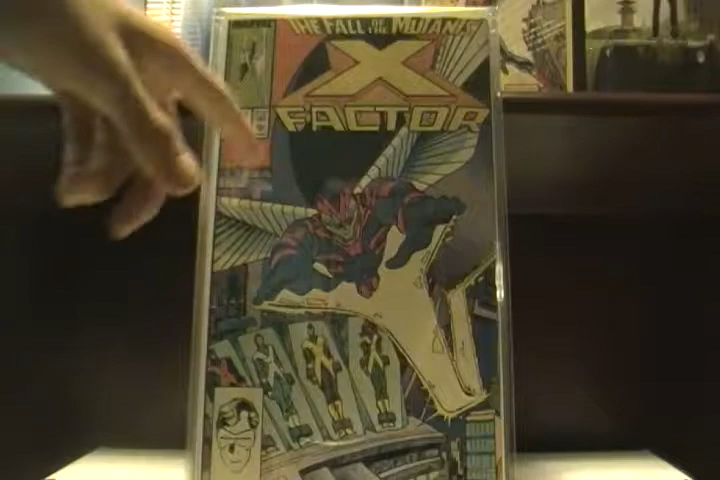 THE FALL OF THE MUTANTS
X
FACTOR